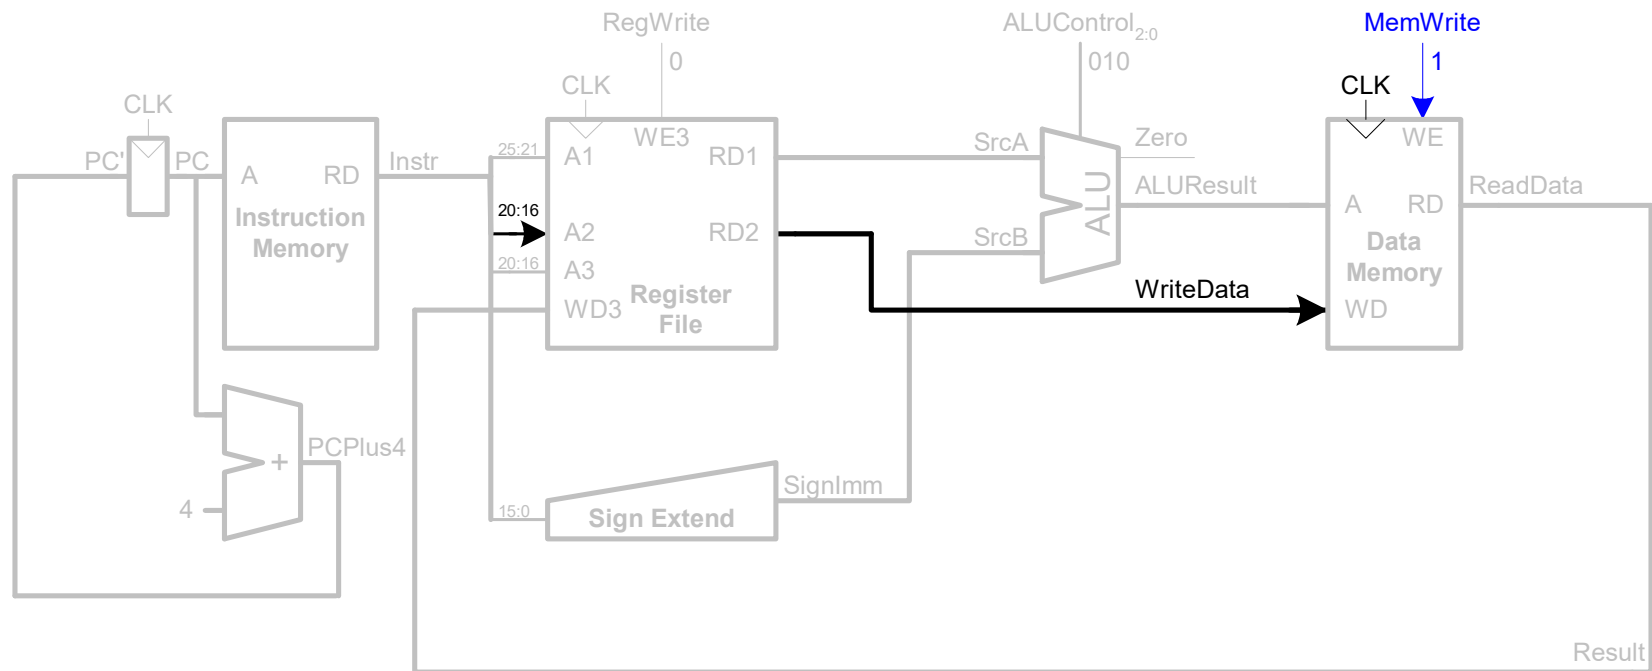 RegWrite
0
ALUControl2:0
010
MemWrite
1
CLK
PC'
PC
A
RD
Instruction
Memory
Instr
25:21
20:16
20:16
15:0
CLK
WE3
A1
RD1
A2
RD2
A3
WD3
Register
File
SrcA
SrcB
ALU
Zero
ALUResult
WriteData
CLK
WE
A
RD
Data
Memory
WD
ReadData
+
4
PCPlus4
SignImm
Sign Extend
Result